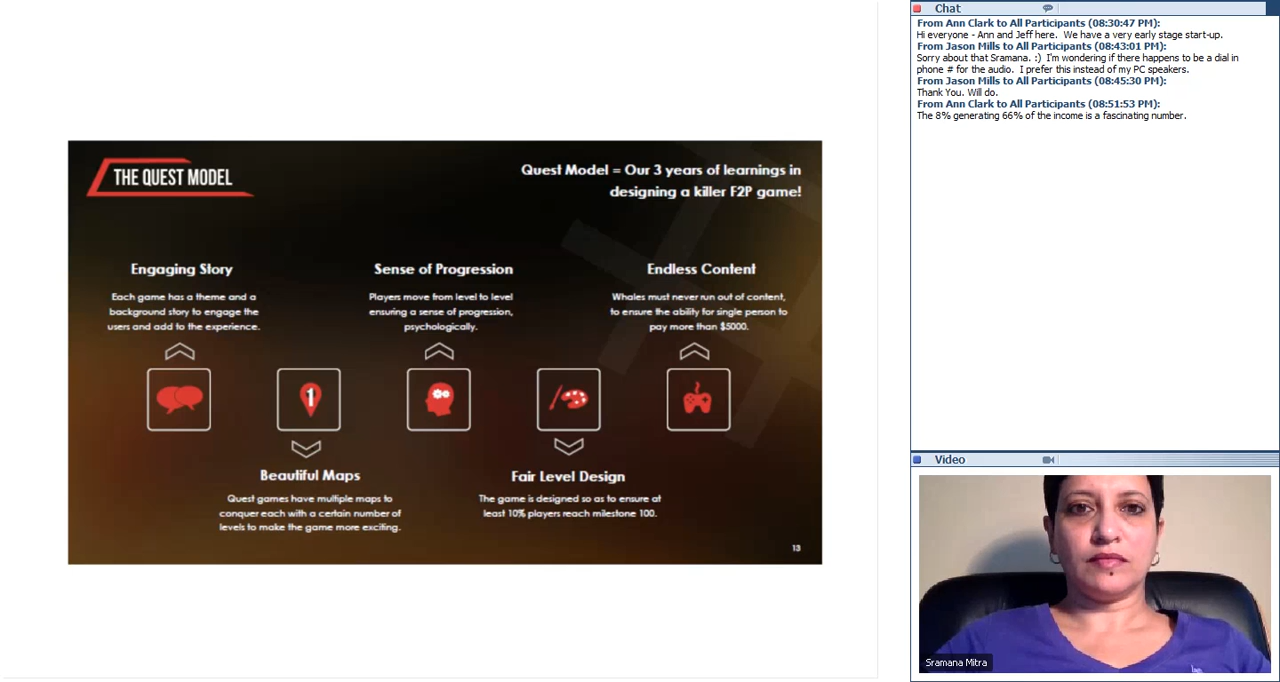 THE QUEST MODEL
Quest Model = Our 3 years of learnings in
designing a killer F2P game!
Engaging Story
Each game has a theme and a
background story to engage the
users and add to the experience.
Sense of Progression
Players move from level to level
ensuring a sense of progression,
psychologically.
Endless Content
Whales must never run out of content,
to ensure the ability for single person to
pay more than $5000.
1
Beautiful Maps
Quest games have multiple maps to
conquer each with a certain number of
levels to make the game more exciting.
Fair Level Design
The game is designed so as to ensure at
least 10% players reach milestone 100.
13
Chat
From Ann Clark to All Participants (08:30:47 PM):
Hi everyone - Ann and Jeff here.  We have a very early stage start-up.
From Jason Mills to All Participants (08:43:01 PM):
Sorry about that Sramana. :)  I'm wondering if there happens to be a dial in
phone # for the audio.  I prefer this instead of my PC speakers.
From Jason Mills to All Participants (08:45:30 PM):
Thank You. Will do.
From Ann Clark to All Participants (08:51:53 PM):
The 8% generating 66% of the income is a fascinating number.
Video
Sramana Mitra